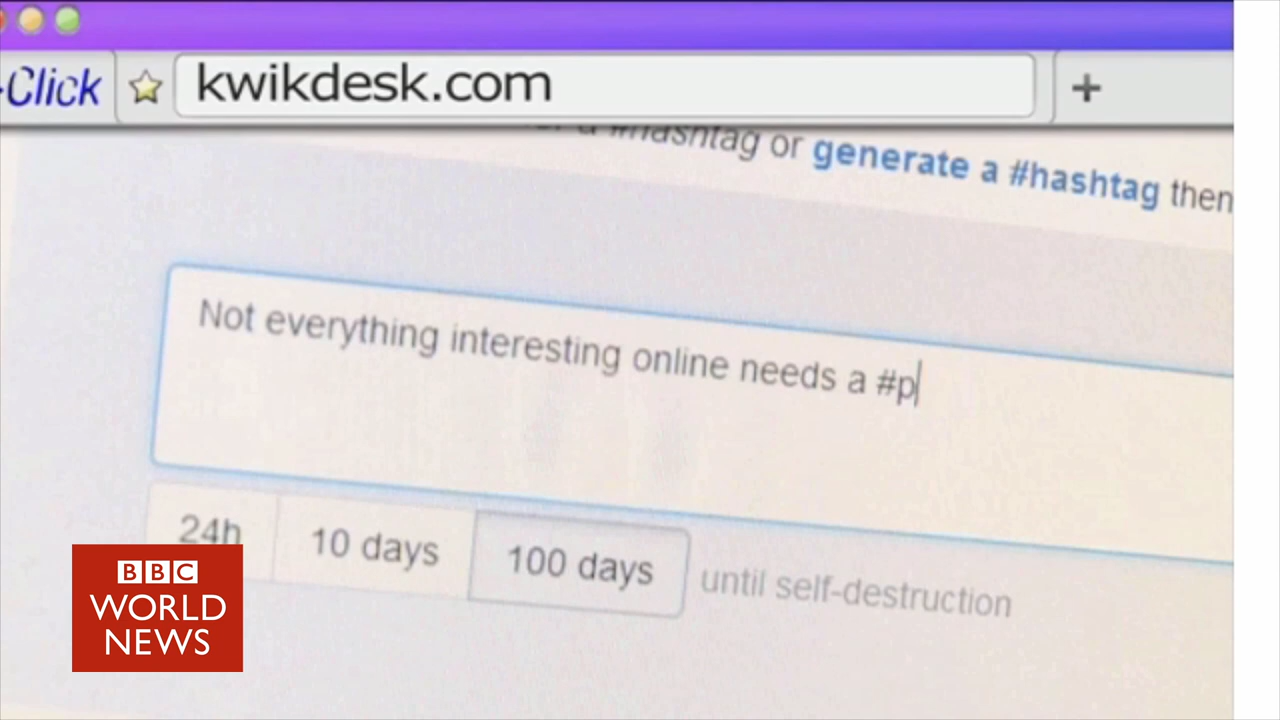 -Click
kwikdesk.com
+
a #hashtag or generate a #hashtag then
Not everything interesting online needs a #p
24h
10 days
100 days
until self-destruction
BBC
WORLD
NEWS